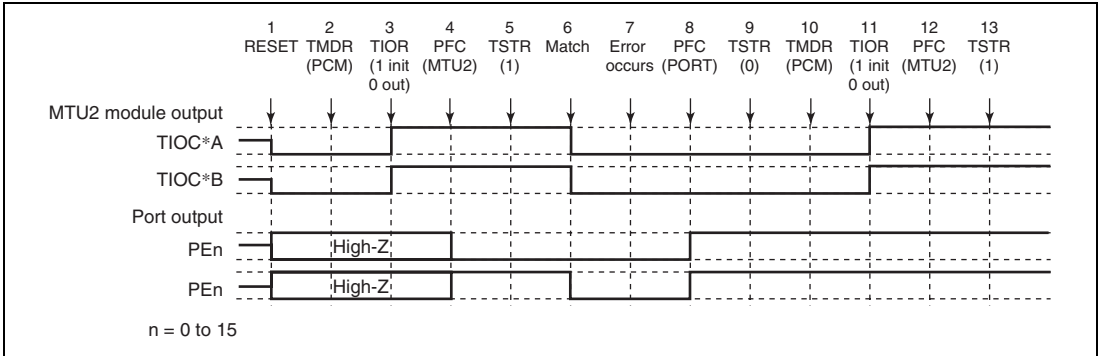 1 2 3 4 5 6 7 8 9 10 11 12 13
RESET TMDR TIOR PFC TSTR Match Error PFC TSTR TMDR TIOR PFC TSTR
(PCM) (1 init (MTU2) (1) occurs (PORT) (0) (PCM) (1 init (MTU2) (1)
0 out) 0 out)
MTU2 module output
TIOC*A
TIOC*B
Port output
PEn High-Z
PEn High-Z
n = 0 to 15